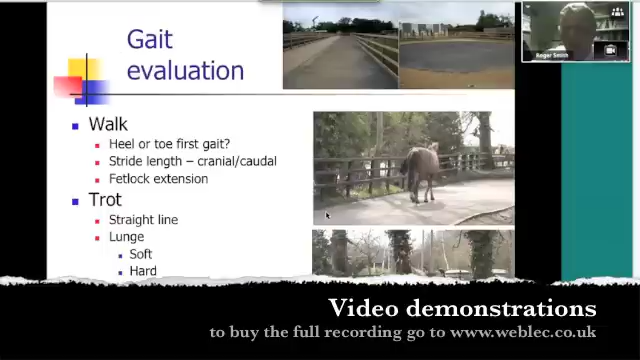 Gait
evaluation
Roger Smith
Walk
Heel or toe first gait?
Stride length – cranial/caudal
Fetlock extension
Trot
Straight line
Lunge
Soft
Hard
Video demonstrations
to buy the full recording go to www.weblec.co.uk